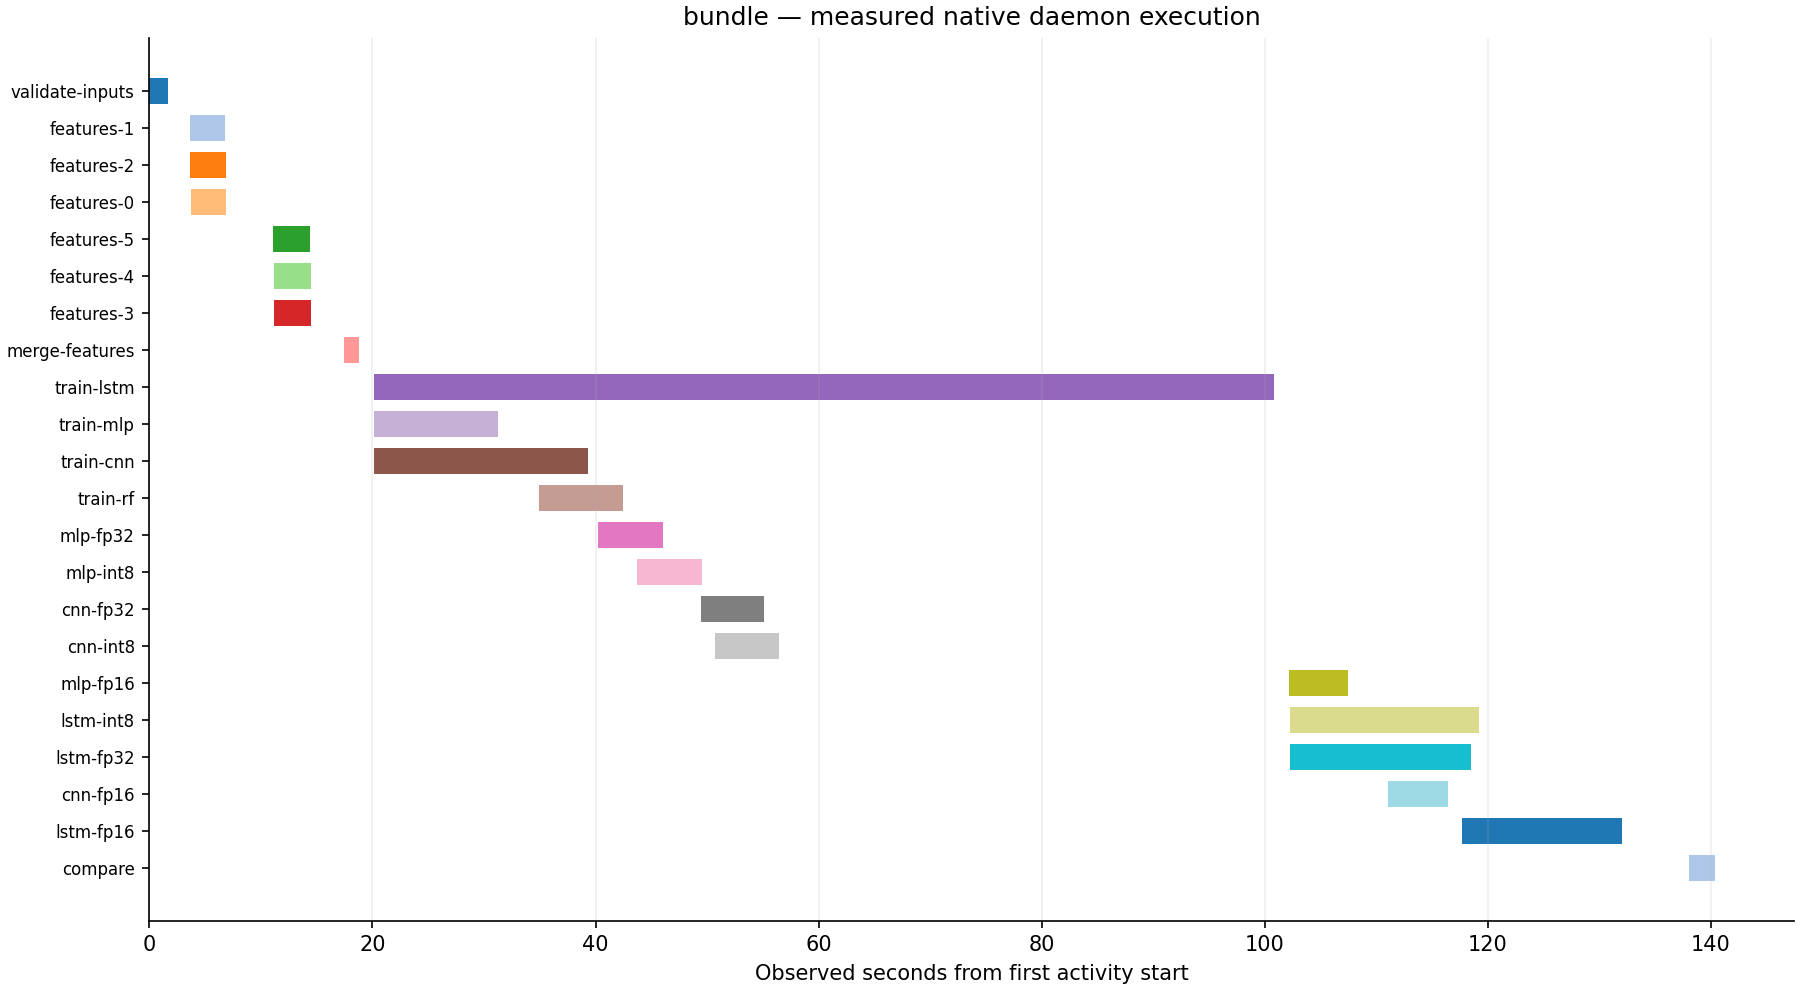 bundle — measured native daemon execution
validate-inputs
features-1
features-2
features-0
features-5
features-4
features-3
merge-features
train-lstm
train-mlp
train-cnn
train-rf
mlp-fp32
mlp-int8
cnn-fp32
cnn-int8
mlp-fp16
lstm-int8
lstm-fp32
cnn-fp16
lstm-fp16
compare
0 20 40 60 80 100 120 140
Observed seconds from first activity start